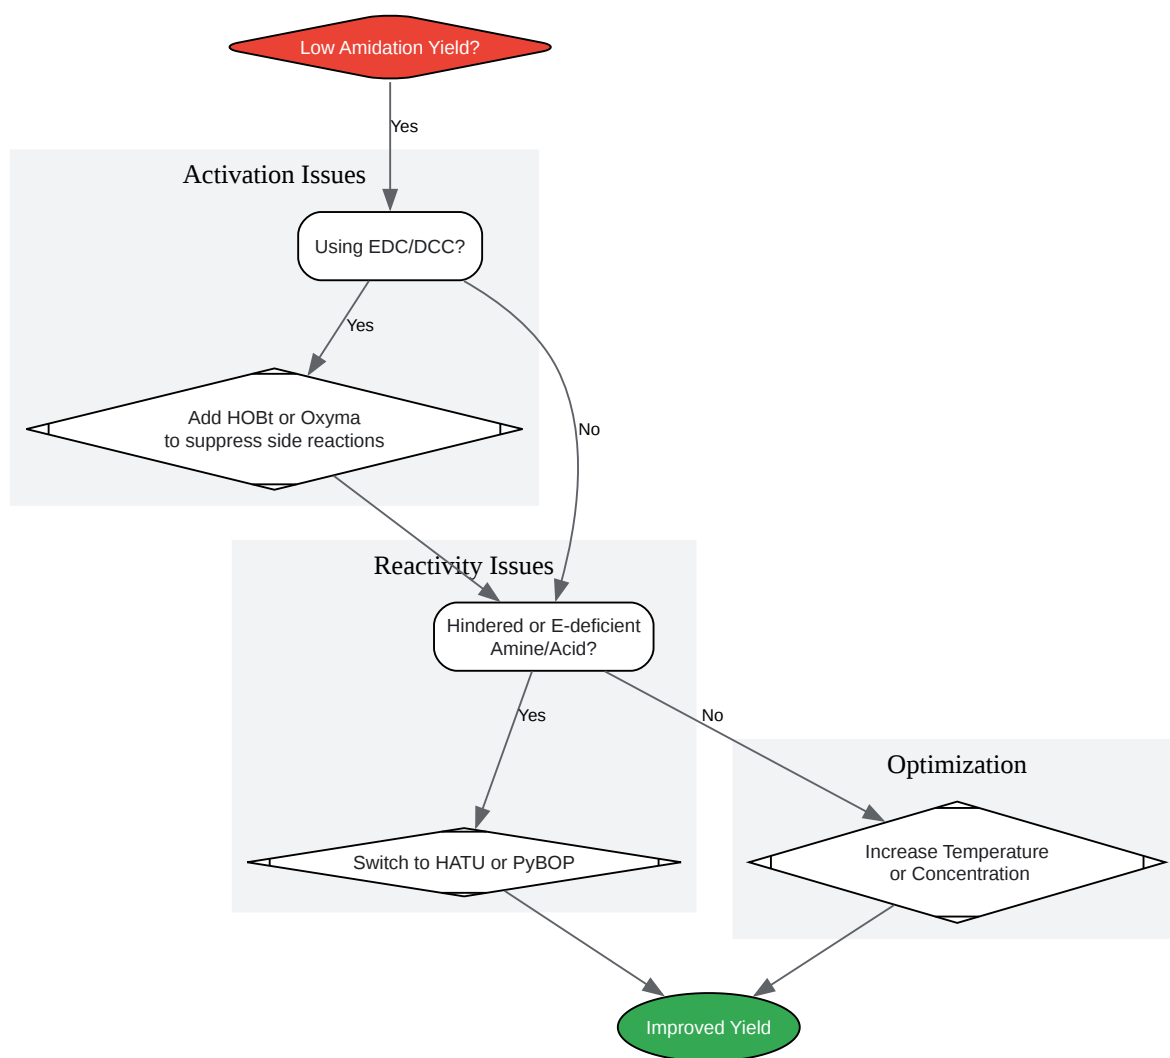 Low Amidation Yield?
Yes
Activation Issues
Using EDC/DCC?
Yes
Add HOBt or Oxyma
to suppress side reactions
No
Reactivity Issues
Hindered or E-deficient
Amine/Acid?
Yes
No
Optimization
Switch to HATU or PyBOP
Increase Temperature
or Concentration
Improved Yield